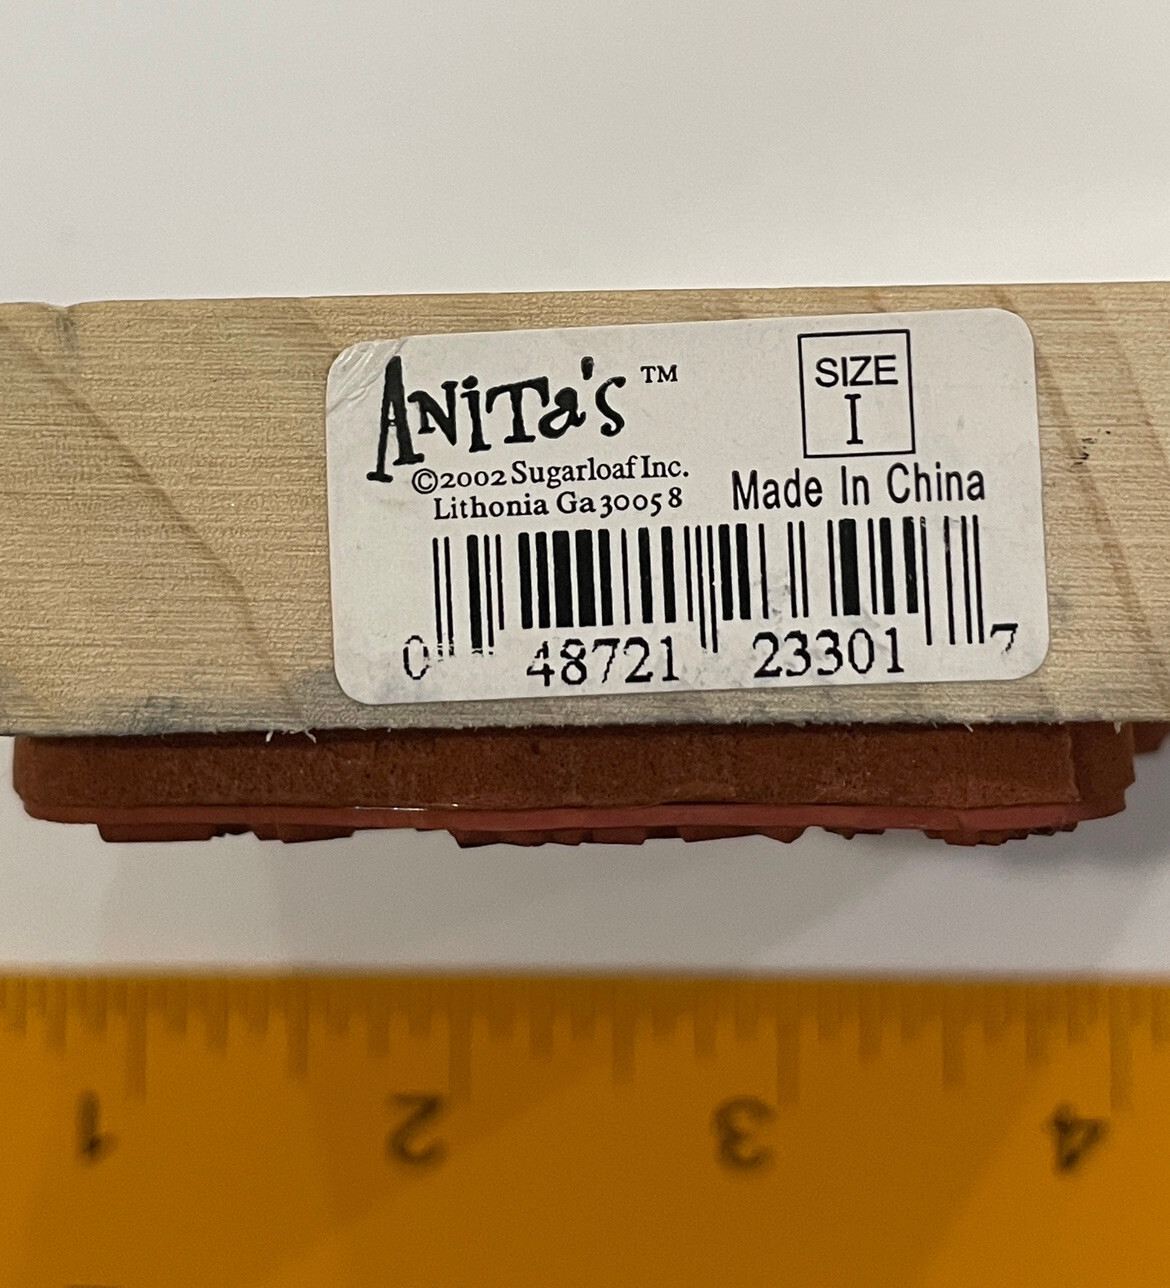 ANiTa's ™
SIZE
I
©2002 Sugarloaf Inc.
Lithonia Ga 30058
Made In China
0 48721 23301 7
1 2 3 4